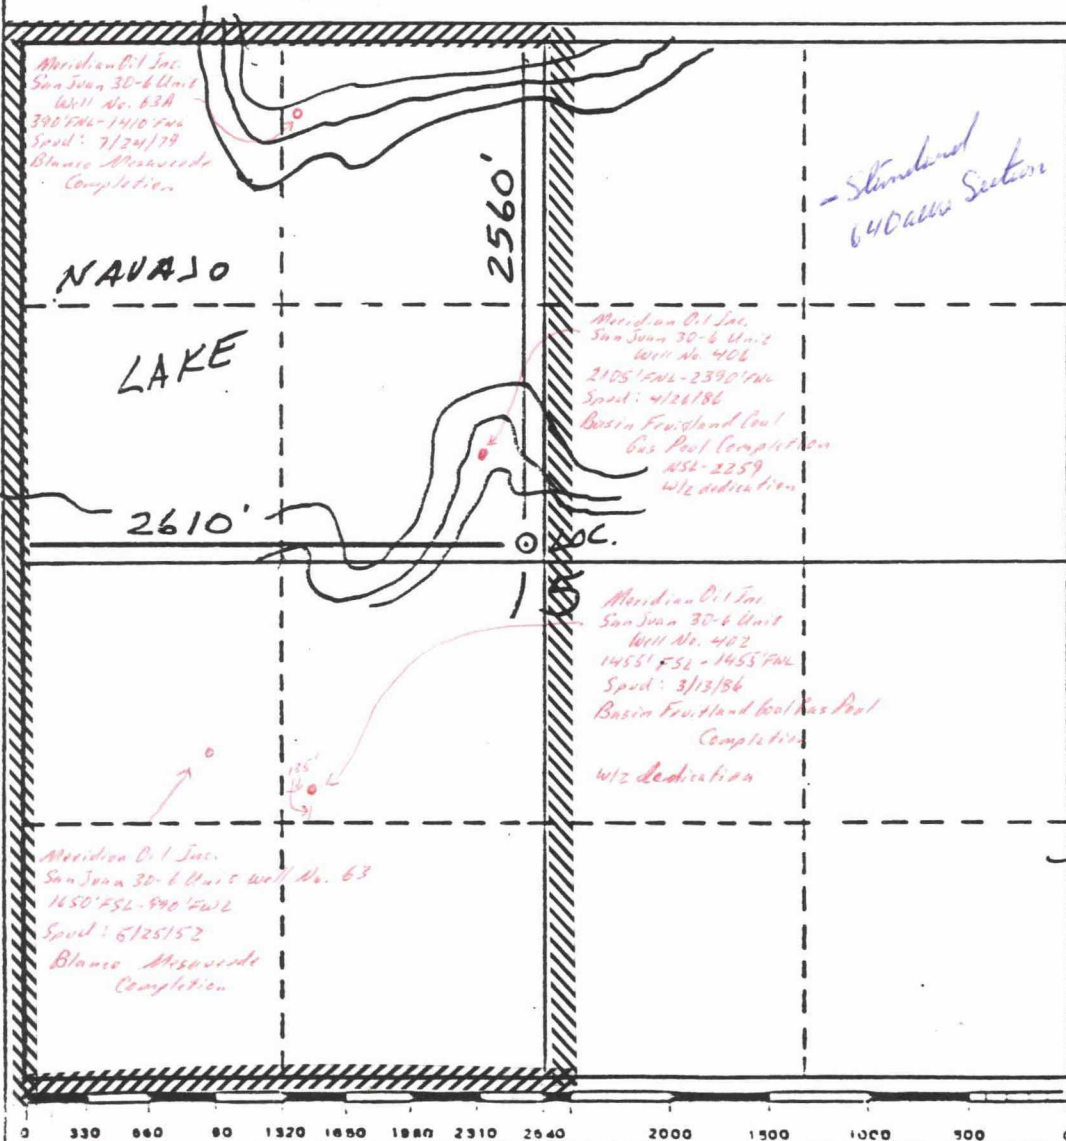 Meridian Oil Inc.
San Juan 30-6 Unit
Well No. 63A
390'FNL-1410'FWL
Spud: 7/24/79
Blanco Mesaverde
Completion
2560'
- Standard
640 acre Section
NAVAJO
LAKE
Meridian Oil Inc.
San Juan 30-6 Unit
Well No. 406
2105'FNL-2390'FWL
Spud: 4/26/86
Basin Fruitland Coal
Gas Pool Completion
NSL-2259
W/2 dedication
2610'
LOC.
Meridian Oil Inc.
San Juan 30-6 Unit
Well No. 402
1455' FSL-1455'FWL
Spud: 3/13/86
Basin Fruitland Coal Gas Pool
Completion
W/2 dedication
135'
Meridian Oil Inc.
San Juan 30-6 Unit Well No. 63
1650'FSL-990'FWL
Spud: 6/25/52
Blanco Mesaverde
Completion
0 330 660 90 1320 1650 1980 2310 2640 2000 1500 1000 500 0